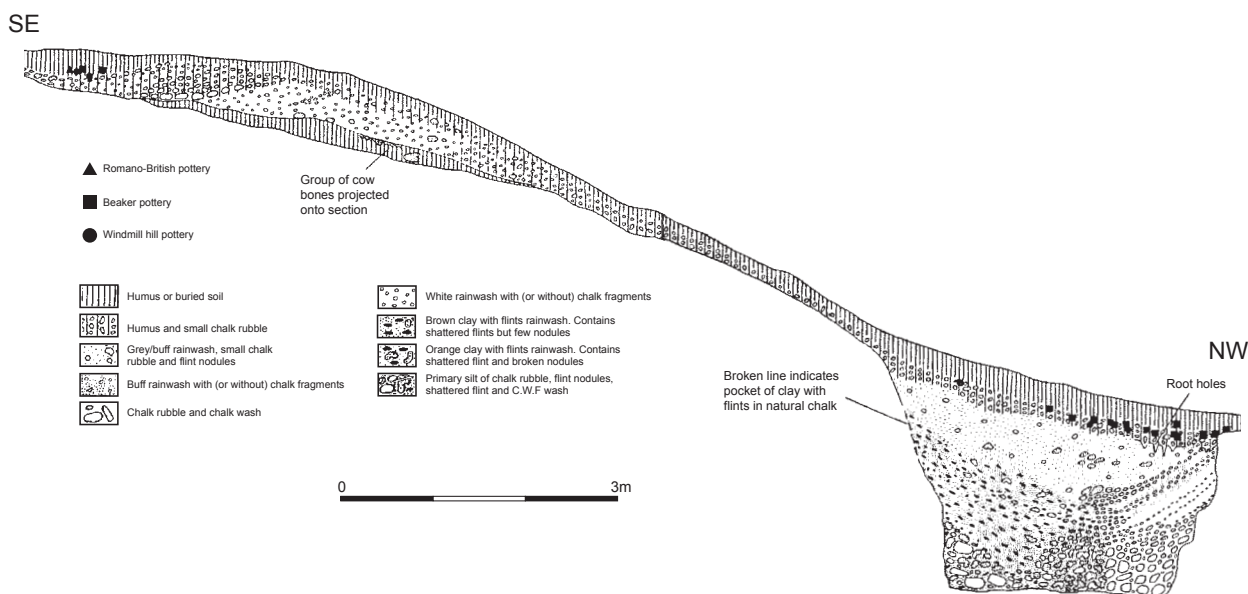 SE
Romano-British pottery
Beaker pottery
Windmill hill pottery
Group of cow
bones projected
onto section
Humus or buried soil
Humus and small chalk rubble
Grey/buff rainwash, small chalk
rubble and flint nodules
Buff rainwash with (or without) chalk fragments
Chalk rubble and chalk wash
White rainwash with (or without) chalk fragments
Brown clay with flints rainwash. Contains
shattered flints but few nodules
Orange clay with flints rainwash. Contains
shattered flint and broken nodules
Primary silt of chalk rubble, flint nodules,
shattered flint and C.W.F wash
0 3m
Broken line indicates
pocket of clay with
flints in natural chalk
NW
Root holes